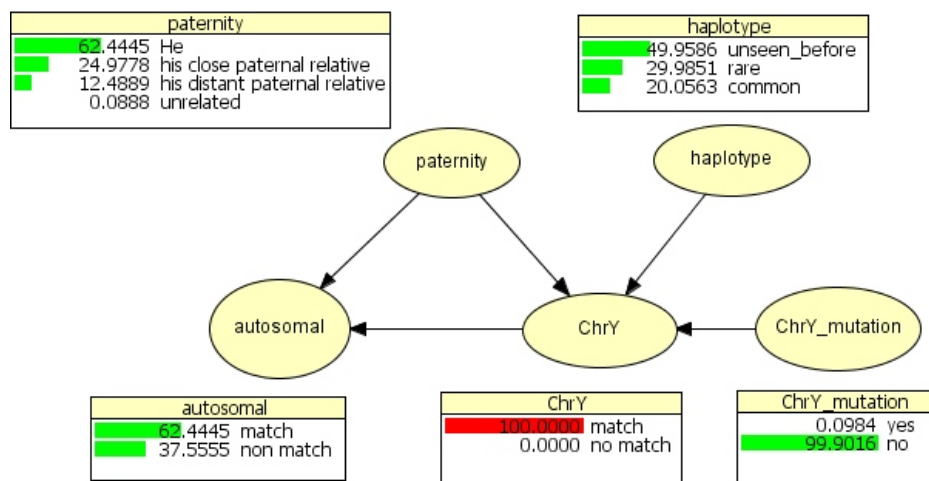 paternity
62.4445 He
24.9778 his close paternal relative
12.4889 his distant paternal relative
0.0888 unrelated
haplotype
49.9586 unseen_before
29.9851 rare
20.0563 common
paternity
haplotype
autosomal
ChrY
ChrY_mutation
autosomal
62.4445 match
37.5555 non match
ChrY
100.0000 match
0.0000 no match
ChrY_mutation
0.0984 yes
99.9016 no